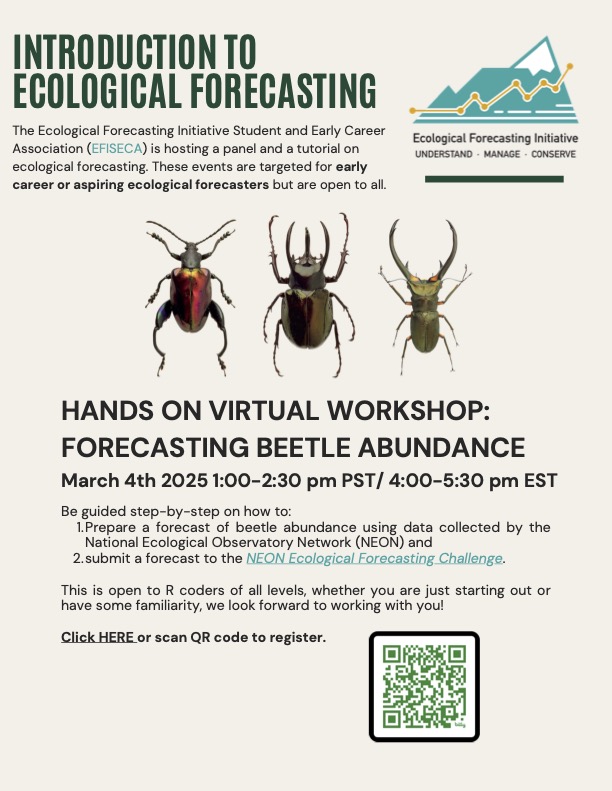 INTRODUCTION TO
ECOLOGICAL FORECASTING
The Ecological Forecasting Initiative Student and Early Career
Association (EFISECA) is hosting a panel and a tutorial on
ecological forecasting. These events are targeted for early
career or aspiring ecological forecasters but are open to all.
Ecological Forecasting Initiative
UNDERSTAND · MANAGE · CONSERVE
HANDS ON VIRTUAL WORKSHOP:
FORECASTING BEETLE ABUNDANCE
March 4th 2025 1:00-2:30 pm PST/ 4:00-5:30 pm EST
Be guided step-by-step on how to:
1.Prepare a forecast of beetle abundance using data collected by the
National Ecological Observatory Network (NEON) and
2.submit a forecast to the NEON Ecological Forecasting Challenge.
This is open to R coders of all levels, whether you are just starting out or
have some familiarity, we look forward to working with you!
Click HERE or scan QR code to register.
bitly